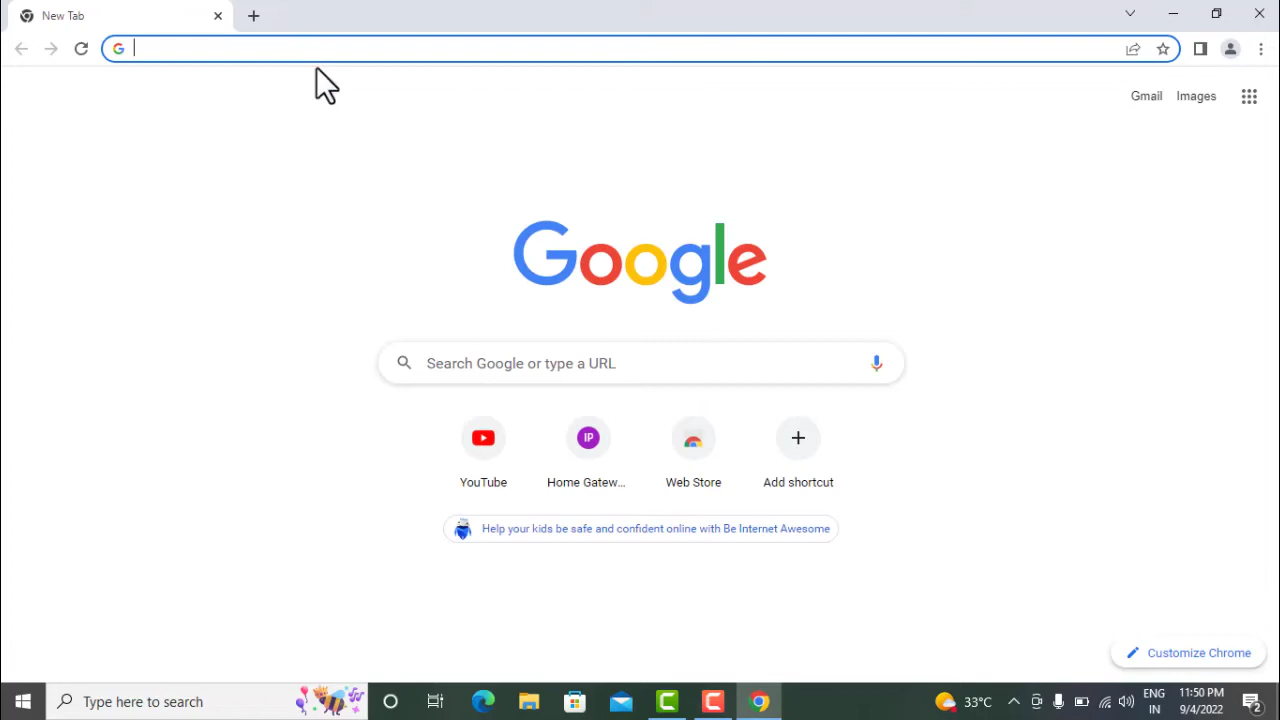 New Tab
Gmail Images
Google
Search Google or type a URL
IP
YouTube Home Gatew... Web Store Add shortcut
Help your kids be safe and confident online with Be Internet Awesome
Customize Chrome
Type here to search
33°C
ENG
IN
11:50 PM
9/4/2022
2